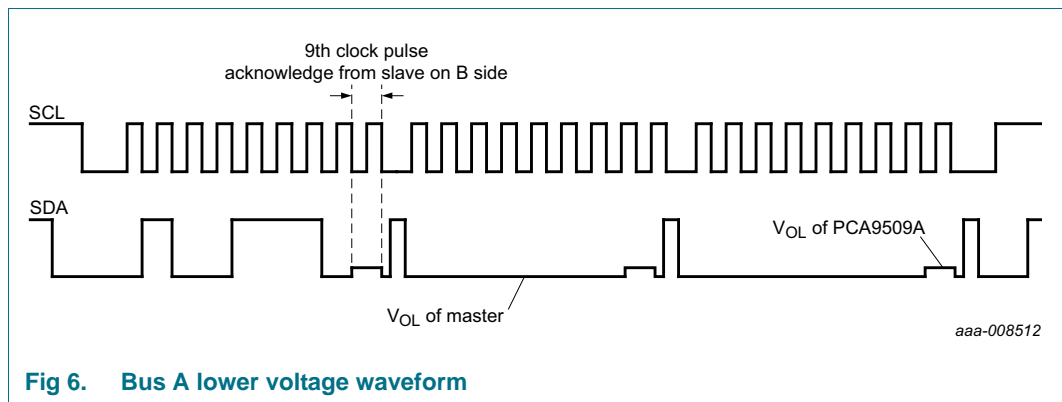 9th clock pulse
acknowledge from slave on B side
SCL
SDA
VOL of PCA9509A
VOL of master
aaa-008512
Fig 6. Bus A lower voltage waveform